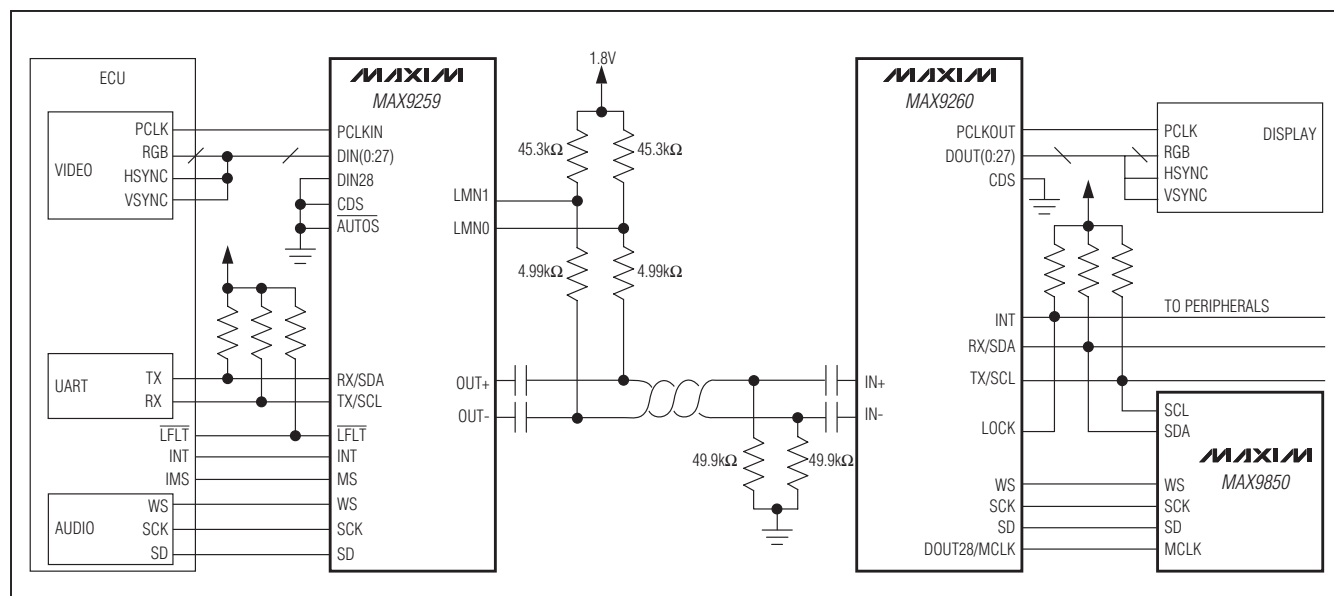 ECU
VIDEO
PCLK
RGB
HSYNC
VSYNC
UART
TX
RX
LFLT
INT
IMS
AUDIO
WS
SCK
SD
MAXIM
MAX9259
PCLKIN
DIN(0:27)
DIN28
CDS
AUTOS
LMN1
LMN0
RX/SDA
TX/SCL
OUT+
OUT-
LFLT
INT
MS
WS
SCK
SD
1.8V
45.3kΩ
45.3kΩ
4.99kΩ
4.99kΩ
49.9kΩ
49.9kΩ
MAXIM
MAX9260
PCLKOUT
DOUT(0:27)
CDS
INT
RX/SDA
TX/SCL
IN+
IN-
LOCK
WS
SCK
SD
DOUT28/MCLK
PCLK
RGB
HSYNC
VSYNC
DISPLAY
TO PERIPHERALS
SCL
SDA
MAXIM
MAX9850
WS
SCK
SD
MCLK